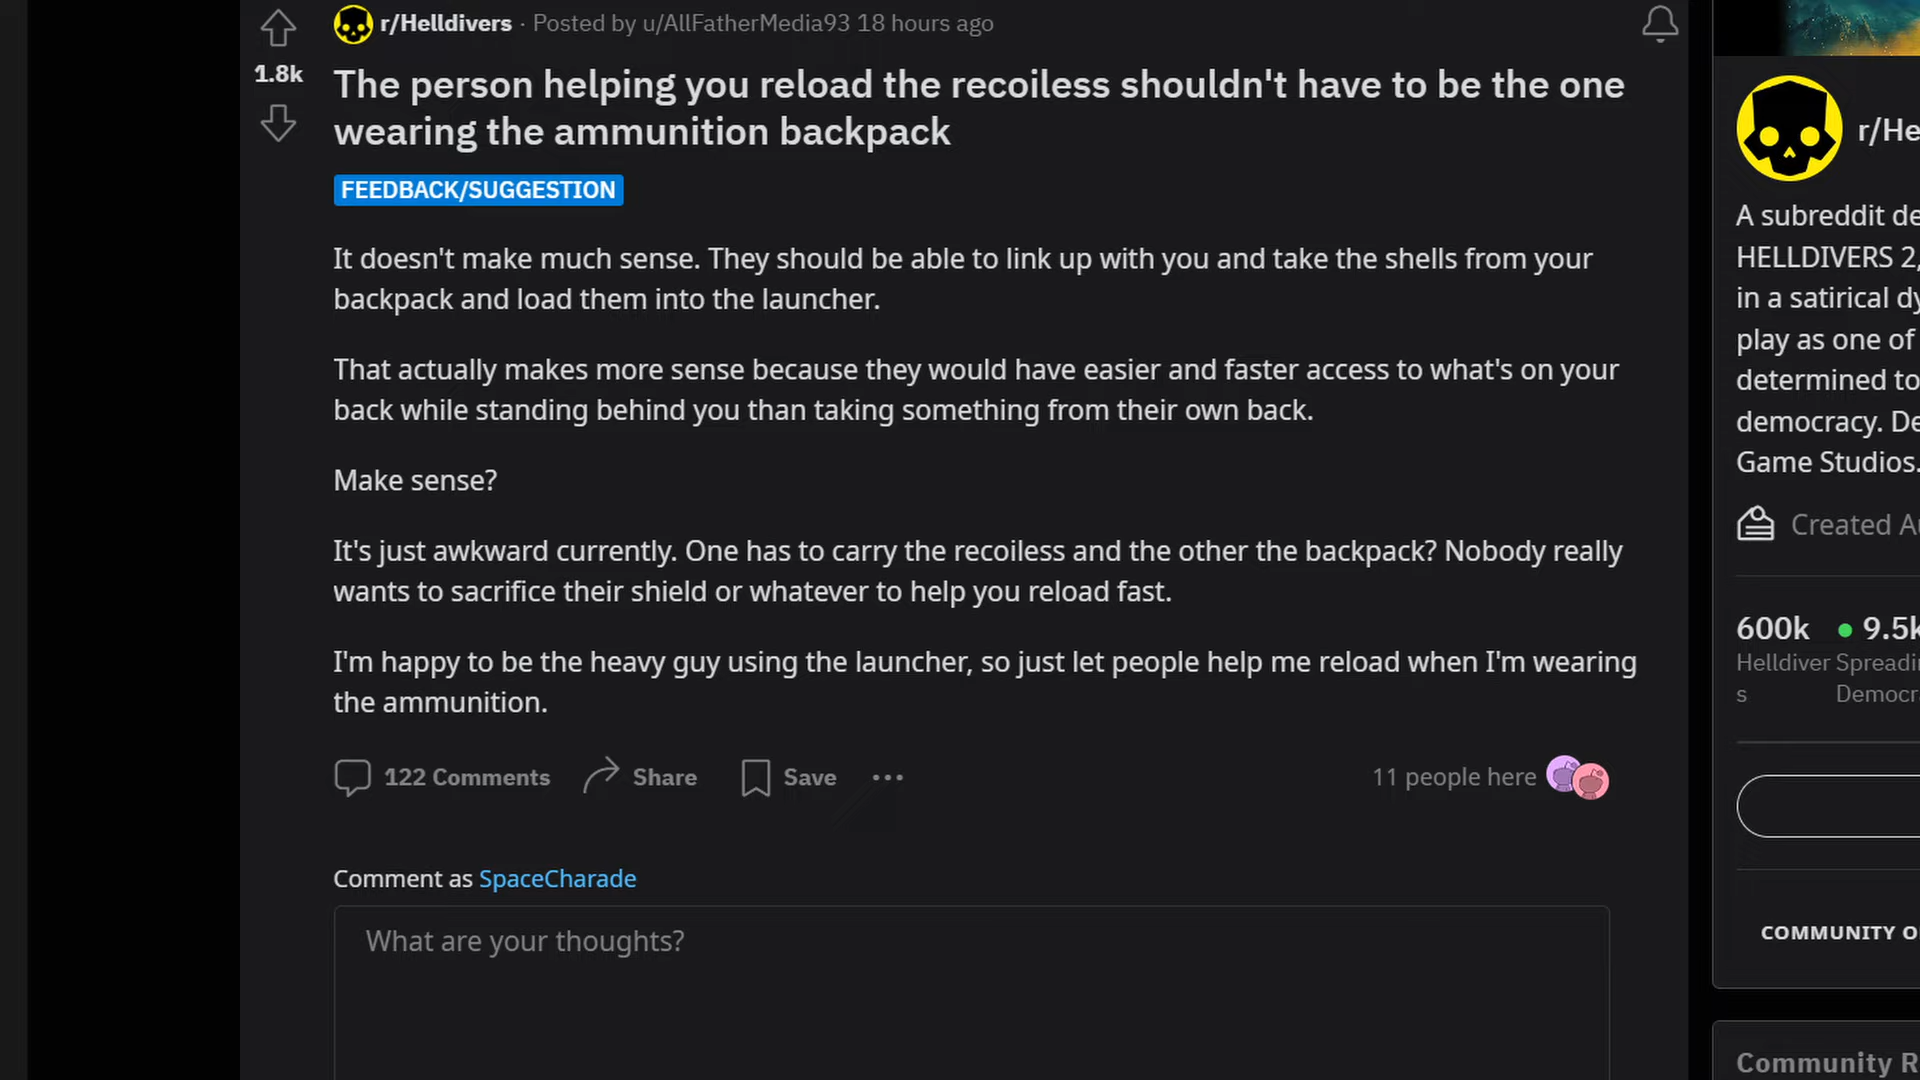 r/Helldivers · Posted by u/AllFatherMedia93 18 hours ago
1.8k
The person helping you reload the recoiless shouldn't have to be the one
wearing the ammunition backpack
FEEDBACK/SUGGESTION
It doesn't make much sense. They should be able to link up with you and take the shells from your
backpack and load them into the launcher.
That actually makes more sense because they would have easier and faster access to what's on your
back while standing behind you than taking something from their own back.
Make sense?
It's just awkward currently. One has to carry the recoiless and the other the backpack? Nobody really
wants to sacrifice their shield or whatever to help you reload fast.
I'm happy to be the heavy guy using the launcher, so just let people help me reload when I'm wearing
the ammunition.
122 Comments Share Save ...
11 people here
Comment as SpaceCharade
What are your thoughts?
r/He
A subreddit de
HELLDIVERS 2,
in a satirical dy
play as one of
determined to
democracy. De
Game Studios.
Created Au
600k 9.5k
Helldiver Spreadi
s Democr
COMMUNITY O
Community R